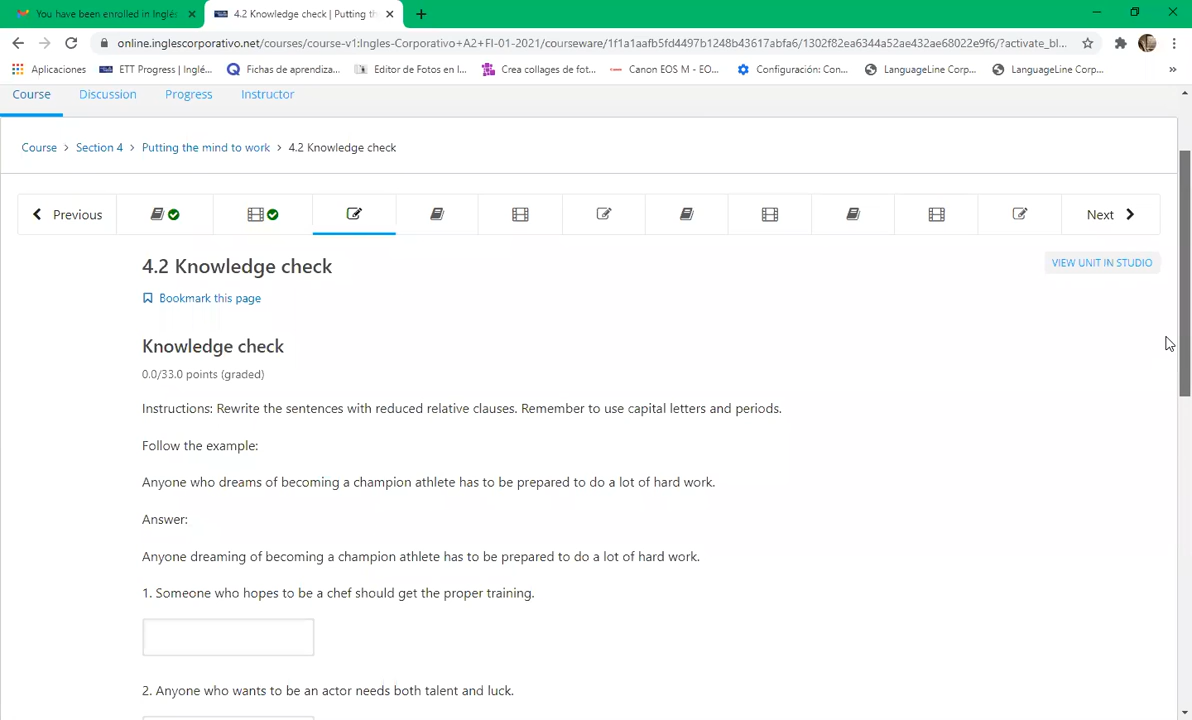 You have been enrolled in Inglés
4.2 Knowledge check | Putting th
online.inglescorporativo.net/courses/course-v1:Ingles-Corporativo+A2+FI-01-2021/courseware/1f1a1aafb5fd4497b1248b43617abfa6/1302f82ea6344a52ae432ae68022e9f6/?activate_bl...
Aplicaciones ETT Progress | Inglé... Fichas de aprendiza... Editor de Fotos en l... Crea collages de fot... Canon EOS M - EO... Configuración: Con... LanguageLine Corp... LanguageLine Corp... »
Course Discussion Progress Instructor
Course > Section 4 > Putting the mind to work > 4.2 Knowledge check
Previous
Next
4.2 Knowledge check
VIEW UNIT IN STUDIO
Bookmark this page
Knowledge check
0.0/33.0 points (graded)
Instructions: Rewrite the sentences with reduced relative clauses. Remember to use capital letters and periods.
Follow the example:
Anyone who dreams of becoming a champion athlete has to be prepared to do a lot of hard work.
Answer:
Anyone dreaming of becoming a champion athlete has to be prepared to do a lot of hard work.
1. Someone who hopes to be a chef should get the proper training.
2. Anyone who wants to be an actor needs both talent and luck.